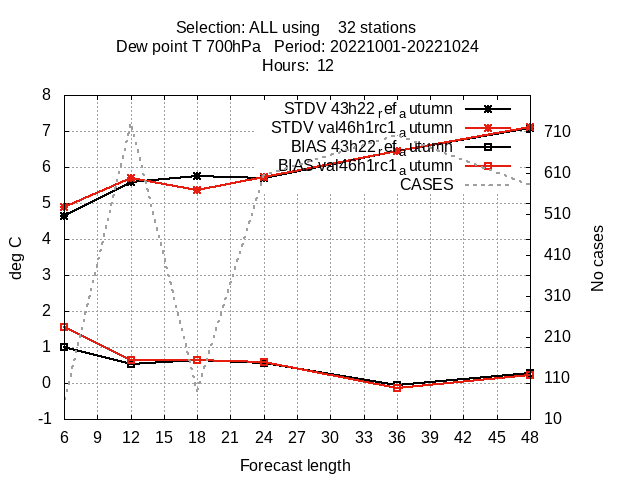 Selection: ALL using    32 stations
Dew point T 700hPa   Period: 20221001-20221024
Hours: 12
STDV 43h22_ref_autumn
STDV val46h1rc1_autumn
BIAS 43h22_ref_autumn
BIAS val46h1rc1_autumn
CASES
8
7
6
5
4
3
2
1
0
-1
deg C
710
610
510
410
310
210
110
10
No cases
6 9 12 15 18 21 24 27 30 33 36 39 42 45 48
Forecast length